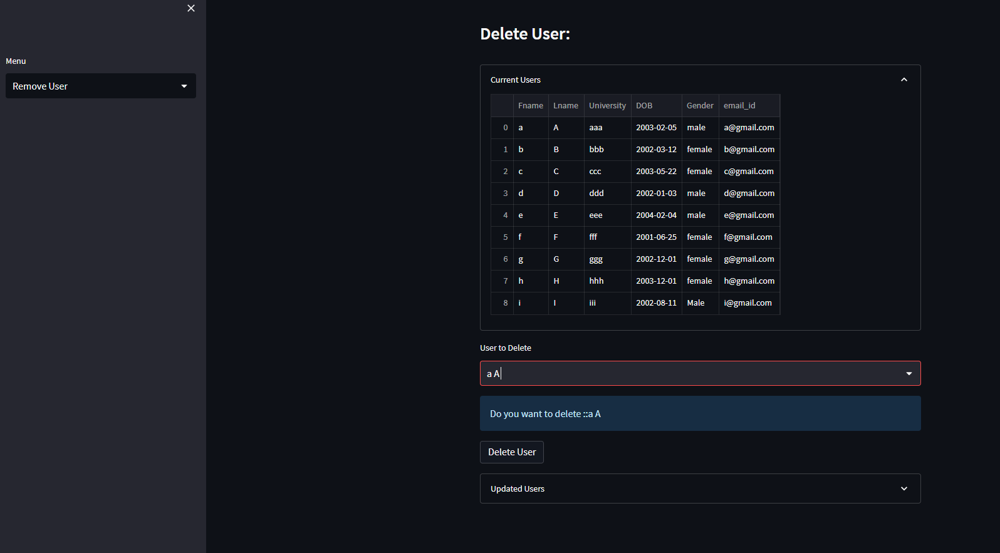 Menu
Remove User
Delete User:
Current Users
Fname Lname University DOB Gender email_id
0 a A aaa 2003-02-05 male a@gmail.com
1 b B bbb 2002-03-12 female b@gmail.com
2 c C ccc 2003-05-22 female c@gmail.com
3 d D ddd 2002-01-03 male d@gmail.com
4 e E eee 2004-02-04 male e@gmail.com
5 f F fff 2001-06-25 female f@gmail.com
6 g G ggg 2002-12-01 female g@gmail.com
7 h H hhh 2003-12-01 female h@gmail.com
8 i I iii 2002-08-11 Male i@gmail.com
User to Delete
a A
Do you want to delete ::a A
Delete User
Updated Users